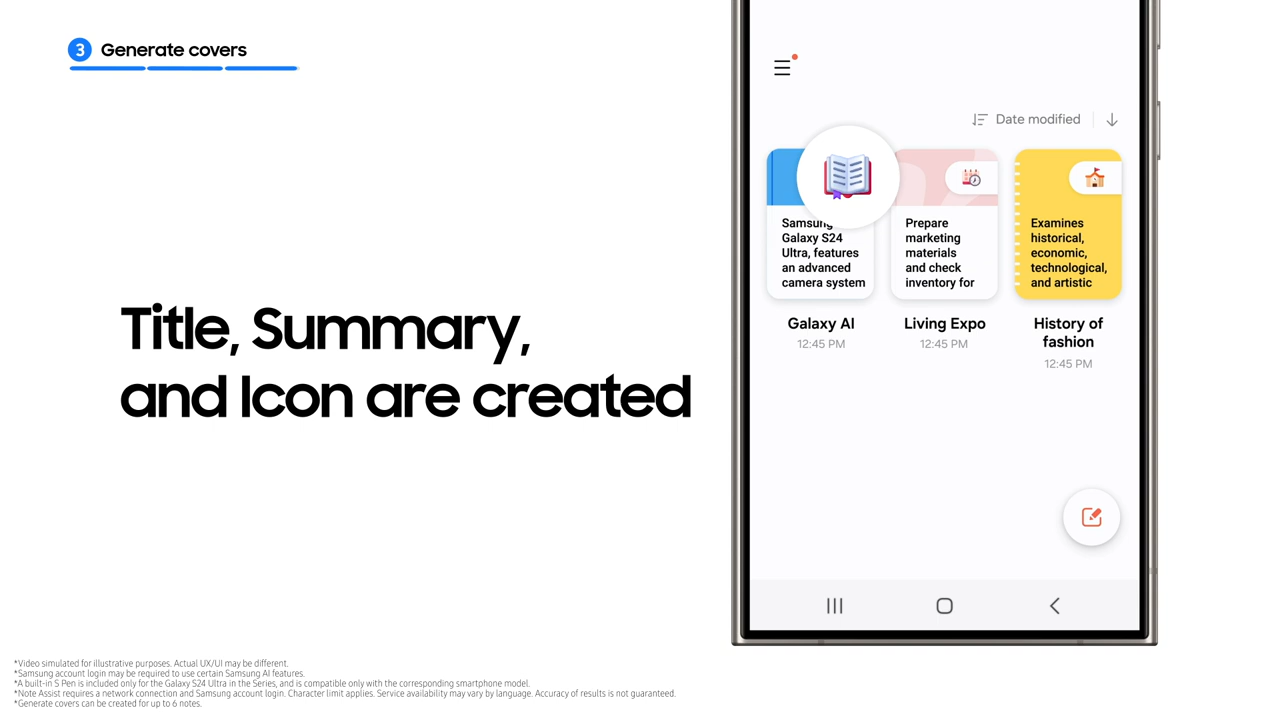 3 Generate covers
Date modified
Samsung
Galaxy S24
Ultra, features
an advanced
camera system
Prepare
marketing
materials
and check
inventory for
Examines
historical,
economic,
technological,
and artistic
Galaxy AI
12:45 PM
Living Expo
12:45 PM
History of
fashion
12:45 PM
Title, Summary,
and Icon are created
*Video simulated for illustrative purposes. Actual UX/UI may be different.
*Samsung account login may be required to use certain Samsung AI features.
*A built-in S Pen is included only for the Galaxy S24 Ultra in the Series, and is compatible only with the corresponding smartphone model.
*Note Assist requires a network connection and Samsung account login. Character limit applies. Service availability may vary by language. Accuracy of results is not guaranteed.
*Generate covers can be created for up to 6 notes.